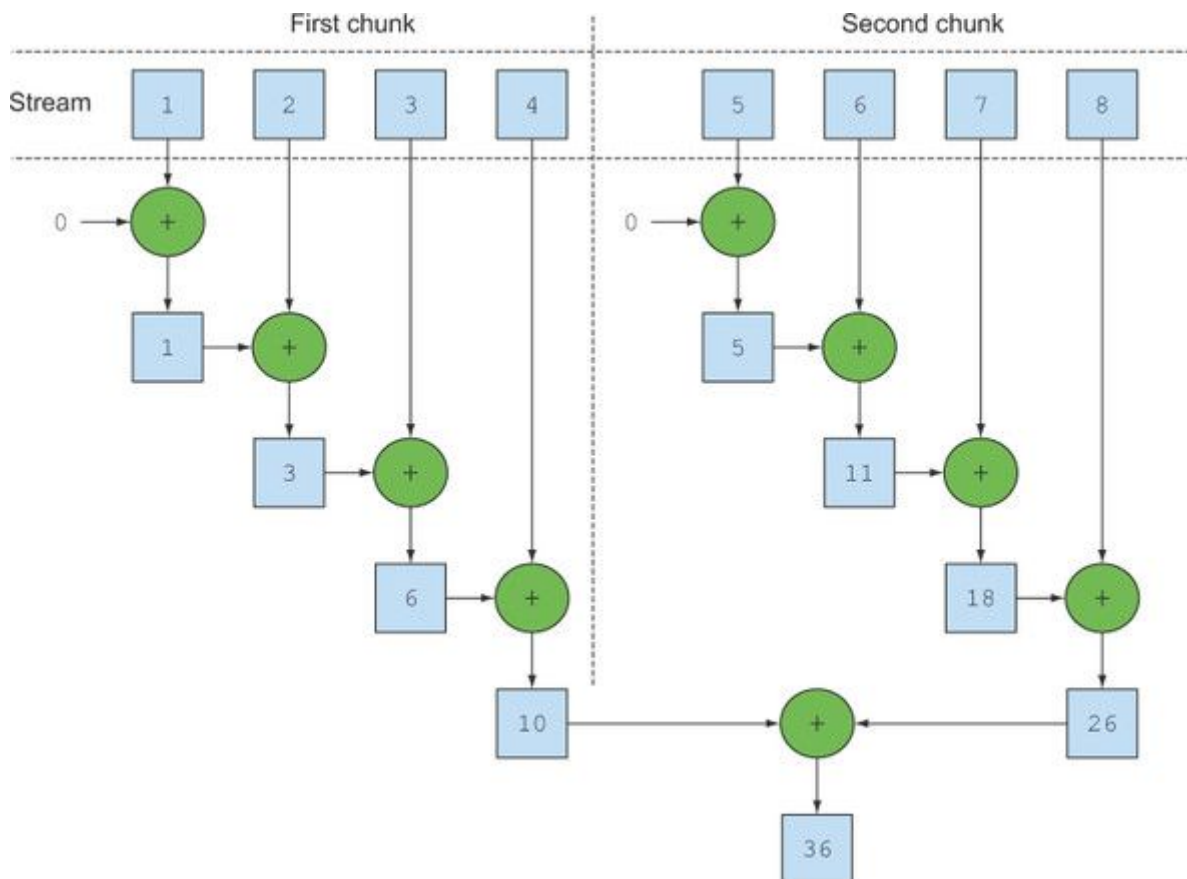 First chunk Second chunk
Stream 1 2 3 4 5 6 7 8
0 + 0 +
1 + 5 +
3 + 11 +
6 + 18 +
10 + 26
36